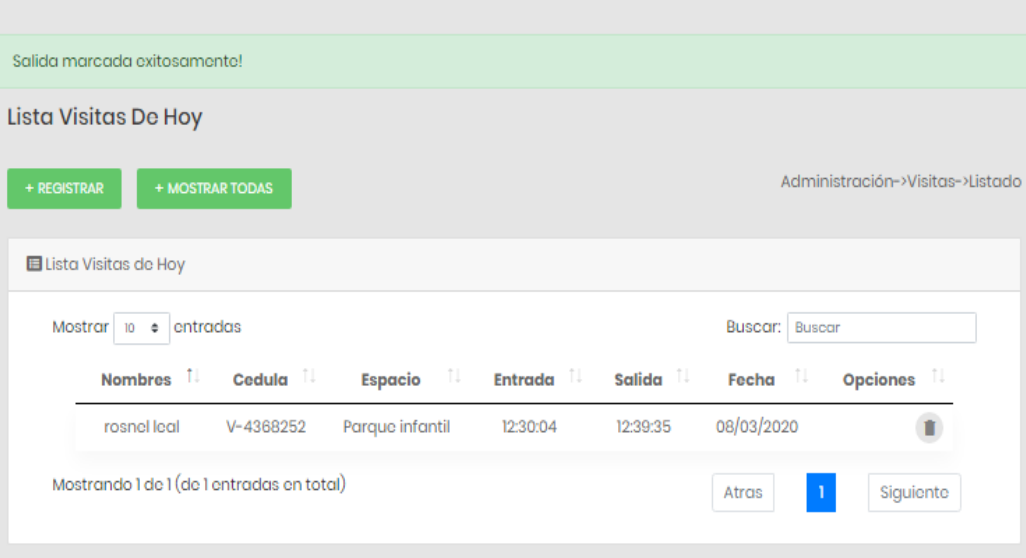 Salida marcada exitosamente!
Lista Visitas De Hoy
+ REGISTRAR + MOSTRAR TODAS Administración->Visitas->Listado
Lista Visitas de Hoy
Mostrar 10 entradas Buscar: Buscar
Nombres Cedula Espacio Entrada Salida Fecha Opciones
rosnel leal V-4368252 Parque infantil 12:30:04 12:39:35 08/03/2020
Mostrando 1 de 1 (de 1 entradas en total) Atras 1 Siguiente